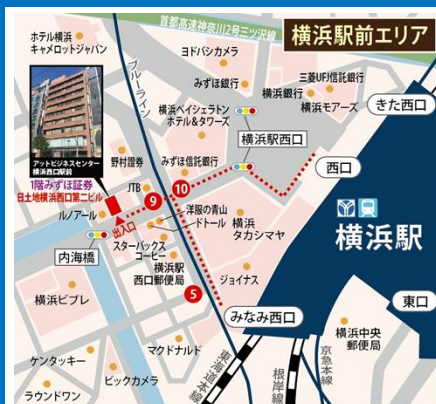 首都高速神奈川2号三ツ沢線
横浜駅前エリア
ホテル横浜
キャメロットジャパン
ヨドバシカメラ
ブルーライン
みずほ銀行
三菱UFJ信託銀行
横浜銀行
横浜モアーズ
きた西口
横浜ベイシェラトン
ホテル&タワーズ
横浜駅西口
西口
アットビジネスセンター
横浜西口駅前
野村證券
みずほ信託銀行
1階みずほ証券
日土地横浜西口第二ビル
JTB
10
9
ルノアール
出入口
洋服の青山
ドトール
横浜
タカシマヤ
横浜駅
内海橋
スターバックス
コーヒー
横浜駅
西口郵便局
ジョイナス
5
みなみ西口
東口
横浜ビブレ
横浜中央
郵便局
マクドナルド
東海道本線
根岸線
京急本線
ケンタッキー
ビックカメラ
ラウンドワン